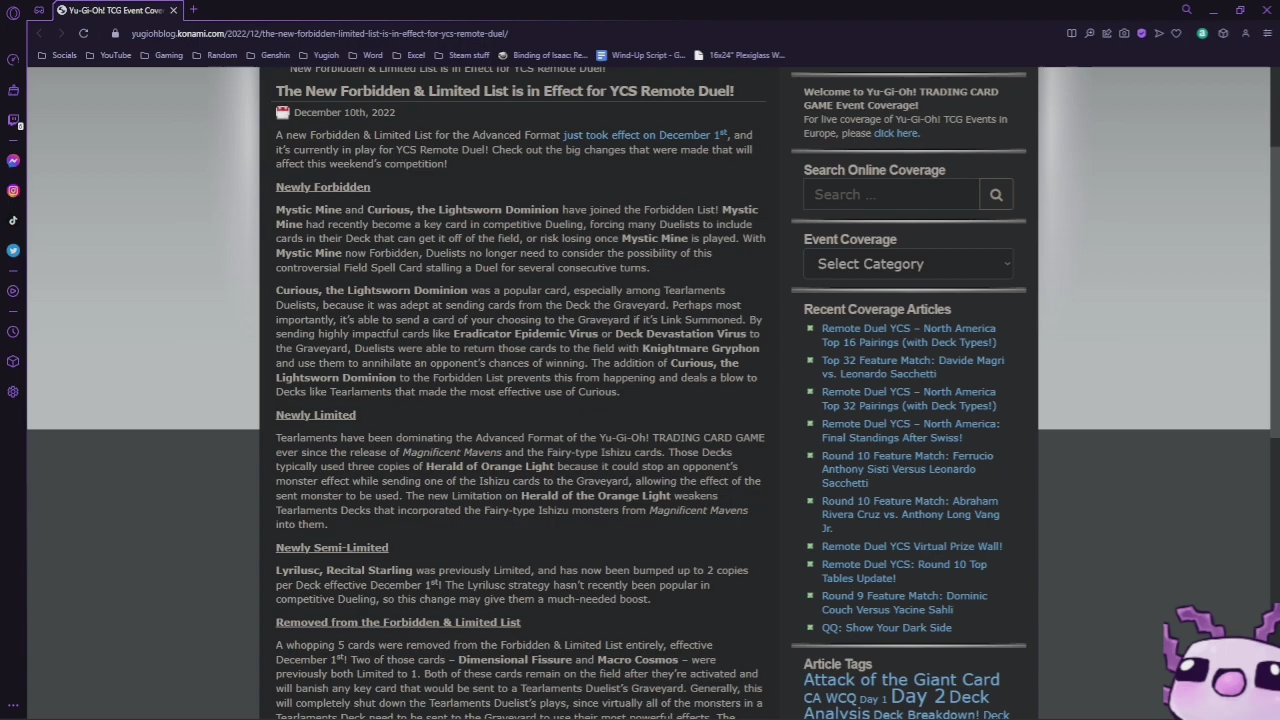 Yu-Gi-Oh! TCG Event Cove
yugiohblog.konami.com/2022/12/the-new-forbidden-limited-list-is-in-effect-for-ycs-remote-duel/
Socials YouTube Gaming Random Genshin Yugioh Word Excel Steam stuff Binding of Isaac: Re... Wind-Up Script - G... 16x24" Plexiglass W...
New Forbidden & Limited List is in Effect for YCS Remote Duel!
The New Forbidden & Limited List is in Effect for YCS Remote Duel!
December 10th, 2022
A new Forbidden & Limited List for the Advanced Format just took effect on December 1st, and
it's currently in play for YCS Remote Duel! Check out the big changes that were made that will
affect this weekend's competition!
Newly Forbidden
Mystic Mine and Curious, the Lightsworn Dominion have joined the Forbidden List! Mystic
Mine had recently become a key card in competitive Dueling, forcing many Duelists to include
cards in their Deck that can get it off of the field, or risk losing once Mystic Mine is played. With
Mystic Mine now Forbidden, Duelists no longer need to consider the possibility of this
controversial Field Spell Card stalling a Duel for several consecutive turns.
Curious, the Lightsworn Dominion was a popular card, especially among Tearlaments
Duelists, because it was adept at sending cards from the Deck the Graveyard. Perhaps most
importantly, it's able to send a card of your choosing to the Graveyard if it's Link Summoned. By
sending highly impactful cards like Eradicator Epidemic Virus or Deck Devastation Virus to
the Graveyard, Duelists were able to return those cards to the field with Knightmare Gryphon
and use them to annihilate an opponent's chances of winning. The addition of Curious, the
Lightsworn Dominion to the Forbidden List prevents this from happening and deals a blow to
Decks like Tearlaments that made the most effective use of Curious.
Newly Limited
Tearlaments have been dominating the Advanced Format of the Yu-Gi-Oh! TRADING CARD GAME
ever since the release of Magnificent Mavens and the Fairy-type Ishizu cards. Those Decks
typically used three copies of Herald of Orange Light because it could stop an opponent's
monster effect while sending one of the Ishizu cards to the Graveyard, allowing the effect of the
sent monster to be used. The new Limitation on Herald of the Orange Light weakens
Tearlaments Decks that incorporated the Fairy-type Ishizu monsters from Magnificent Mavens
into them.
Newly Semi-Limited
Lyrilusc, Recital Starling was previously Limited, and has now been bumped up to 2 copies
per Deck effective December 1st! The Lyrilusc strategy hasn't recently been popular in
competitive Dueling, so this change may give them a much-needed boost.
Removed from the Forbidden & Limited List
A whopping 5 cards were removed from the Forbidden & Limited List entirely, effective
December 1st! Two of those cards – Dimensional Fissure and Macro Cosmos – were
previously both Limited to 1. Both of these cards remain on the field after they're activated and
will banish any key card that would be sent to a Tearlaments Duelist's Graveyard. Generally, this
will completely shut down the Tearlaments Duelist's plays, since virtually all of the monsters in a
Tearlaments Deck need to be sent to the Graveyard to use their most powerful effects. The
Welcome to Yu-Gi-Oh! TRADING CARD
GAME Event Coverage!
For live coverage of Yu-Gi-Oh! TCG Events in
Europe, please click here.
Search Online Coverage
Search ...
Event Coverage
Select Category
Recent Coverage Articles
Remote Duel YCS – North America
Top 16 Pairings (with Deck Types!)
Top 32 Feature Match: Davide Magri
vs. Leonardo Sacchetti
Remote Duel YCS – North America
Top 32 Pairings (with Deck Types!)
Remote Duel YCS – North America:
Final Standings After Swiss!
Round 10 Feature Match: Ferrucio
Anthony Sisti Versus Leonardo
Sacchetti
Round 10 Feature Match: Abraham
Rivera Cruz vs. Anthony Long Vang
Jr.
Remote Duel YCS Virtual Prize Wall!
Remote Duel YCS: Round 10 Top
Tables Update!
Round 9 Feature Match: Dominic
Couch Versus Yacine Sahli
QQ: Show Your Dark Side
Article Tags
Attack of the Giant Card
CA WCQ Day 1 Day 2 Deck
Analysis Deck Breakdown! Deck